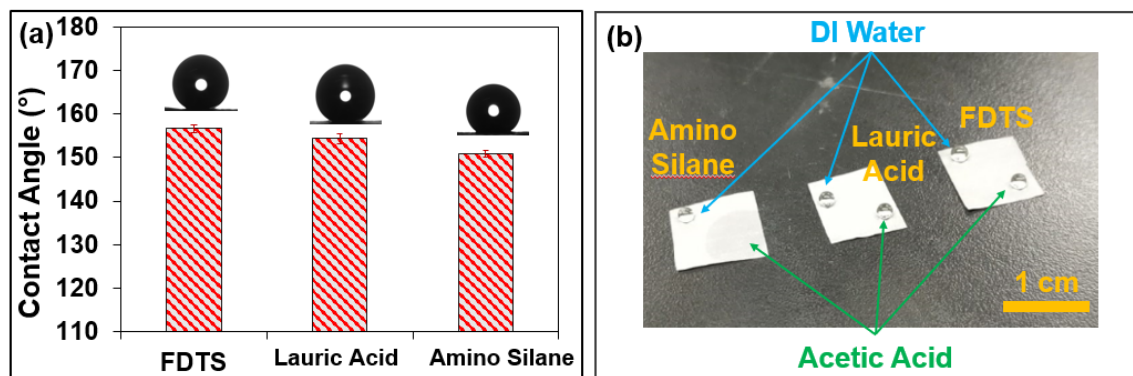 (a)
Contact Angle (°)
180
170
160
150
140
130
120
110
FDTS
Lauric Acid
Amino Silane
(b)
DI Water
Amino
Silane
Lauric
Acid
FDTS
1 cm
Acetic Acid